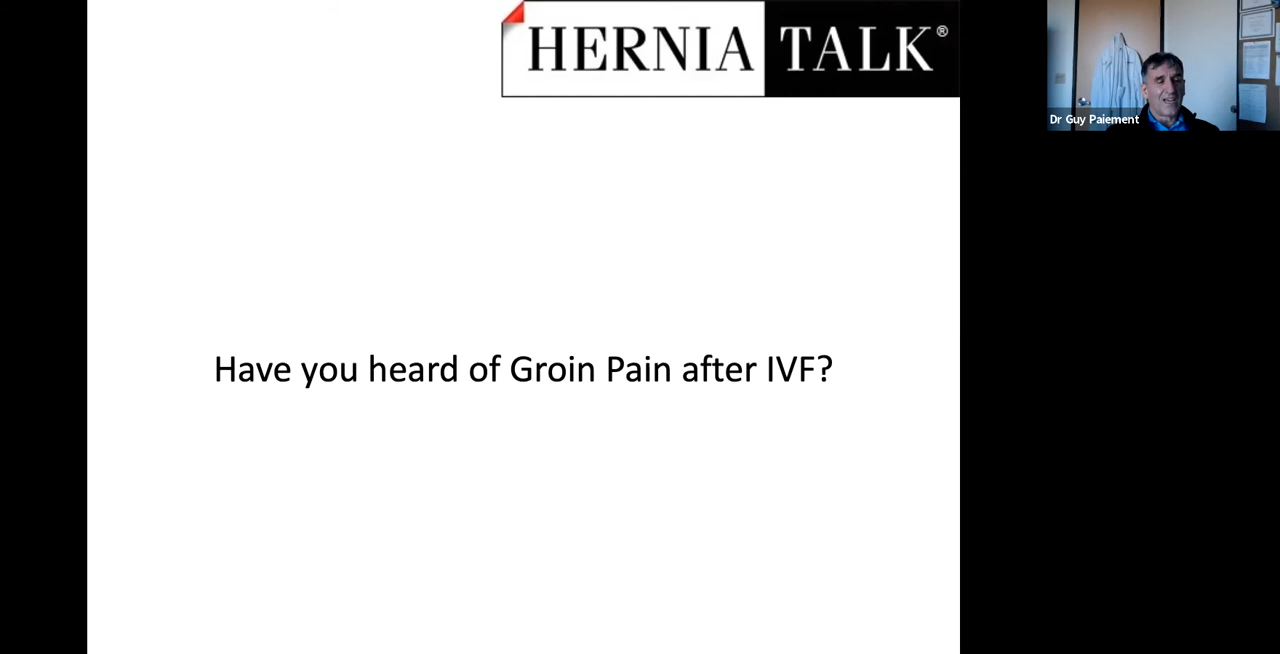 HERNIA TALK®
Dr Guy Paiement
Have you heard of Groin Pain after IVF?